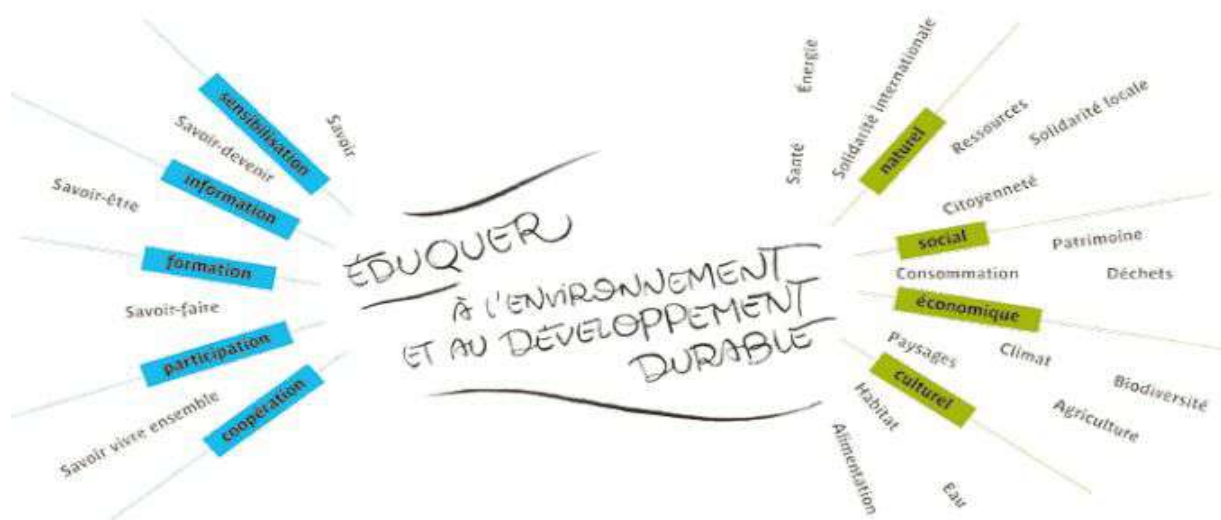 sensibilisation
Savoir
Savoir-devenir
information
Savoir-être
formation
Savoir-faire
participation
Savoir vivre ensemble
coopération
ÉDUQUER
À L'ENVIRONNEMENT
ET AU DÉVELOPPEMENT
DURABLE
Énergie
Santé
Solidarité internationale
naturel
Ressources
Solidarité locale
Citoyenneté
social
Patrimoine
Consommation
Déchets
économique
Paysages
Climat
culturel
Biodiversité
Habitat
Agriculture
Alimentation
Eau